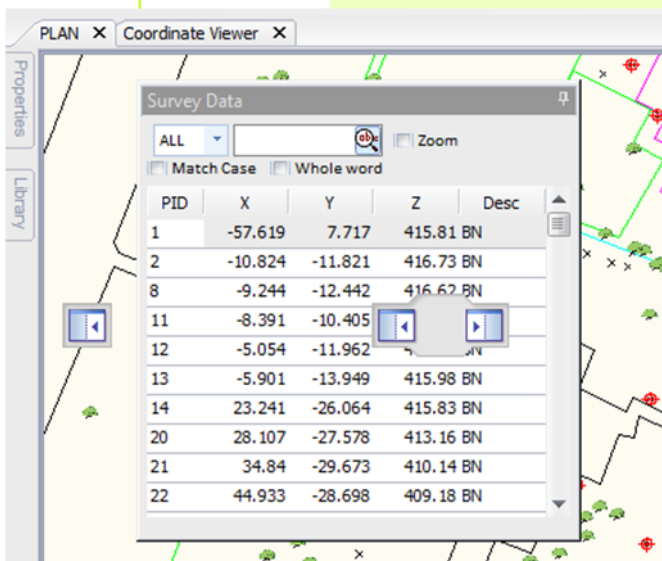 PLAN X Coordinate Viewer X
Properties
Library
Survey Data
ALL Zoom
Match Case Whole word
PID X Y Z Desc
1 -57.619 7.717 415.81 BN
2 -10.824 -11.821 416.73 BN
8 -9.244 -12.442 416.62 BN
11 -8.391 -10.405
12 -5.054 -11.962 BN
13 -5.901 -13.949 415.98 BN
14 23.241 -26.064 415.83 BN
20 28.107 -27.578 413.16 BN
21 34.84 -29.673 410.14 BN
22 44.933 -28.698 409.18 BN